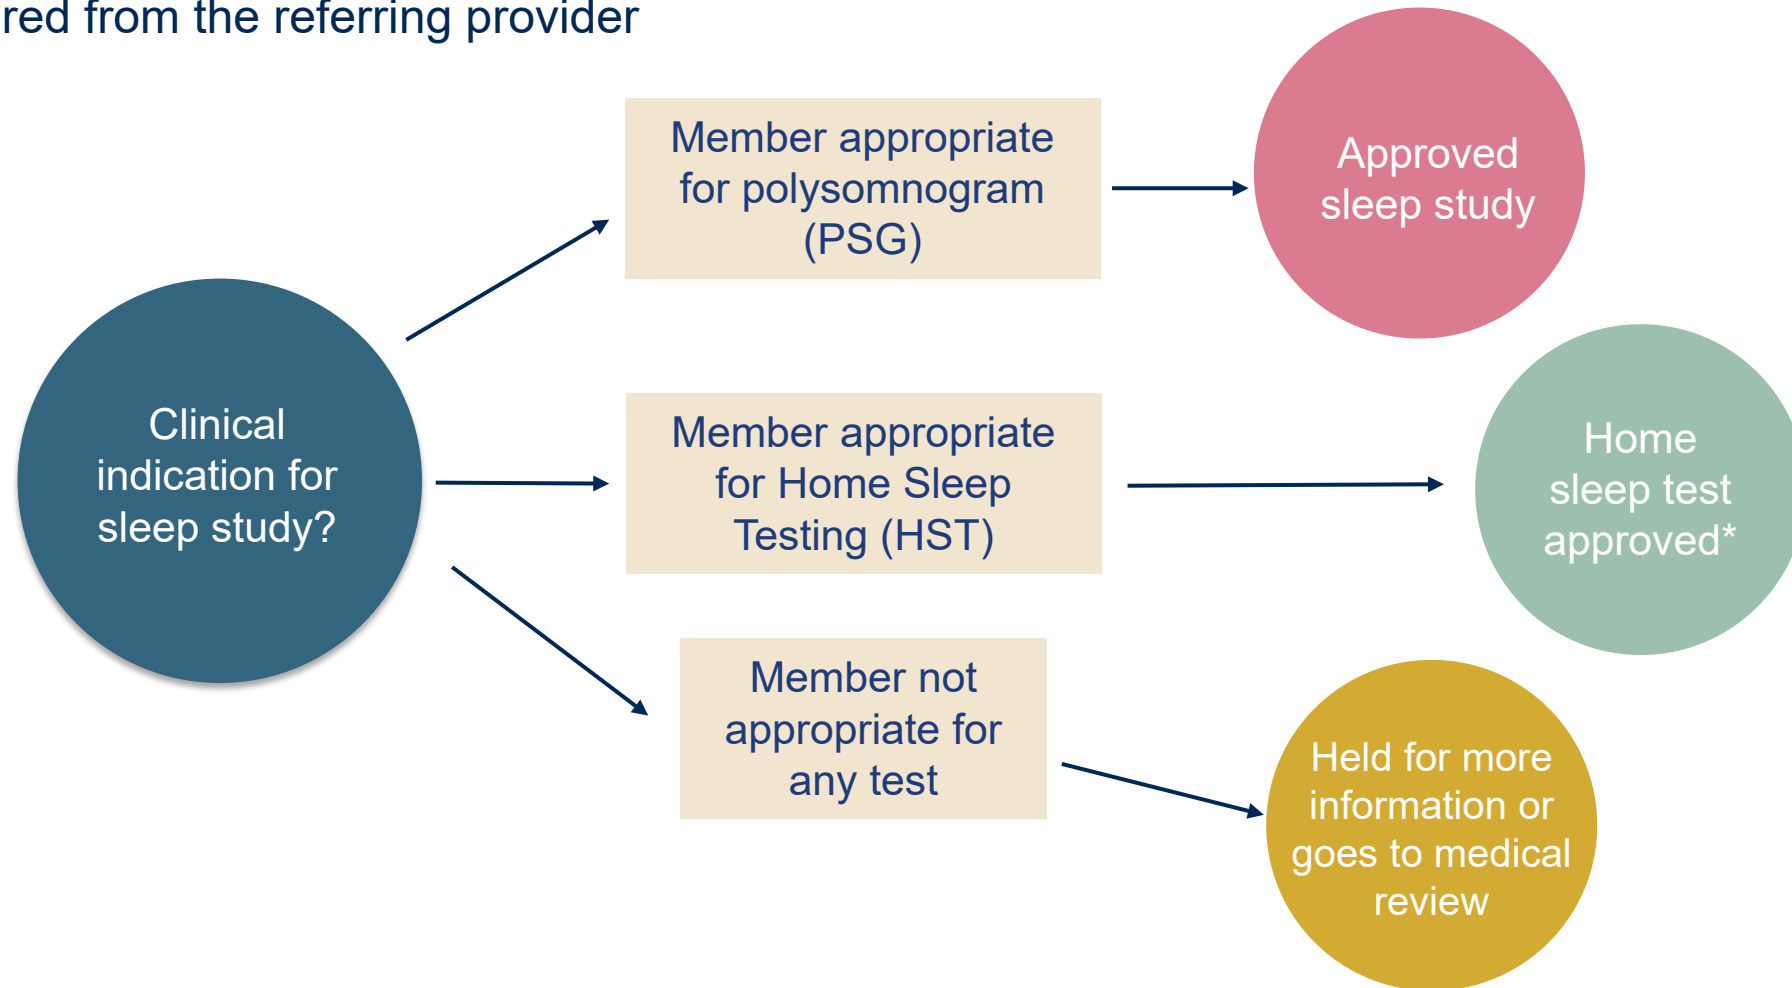 red from the referring provider
Member appropriate
for polysomnogram
(PSG)
Approved
sleep study
Clinical
indication for
sleep study?
Member appropriate
for Home Sleep
Testing (HST)
Home
sleep test
approved*
Member not
appropriate for
any test
Held for more
information or
goes to medical
review